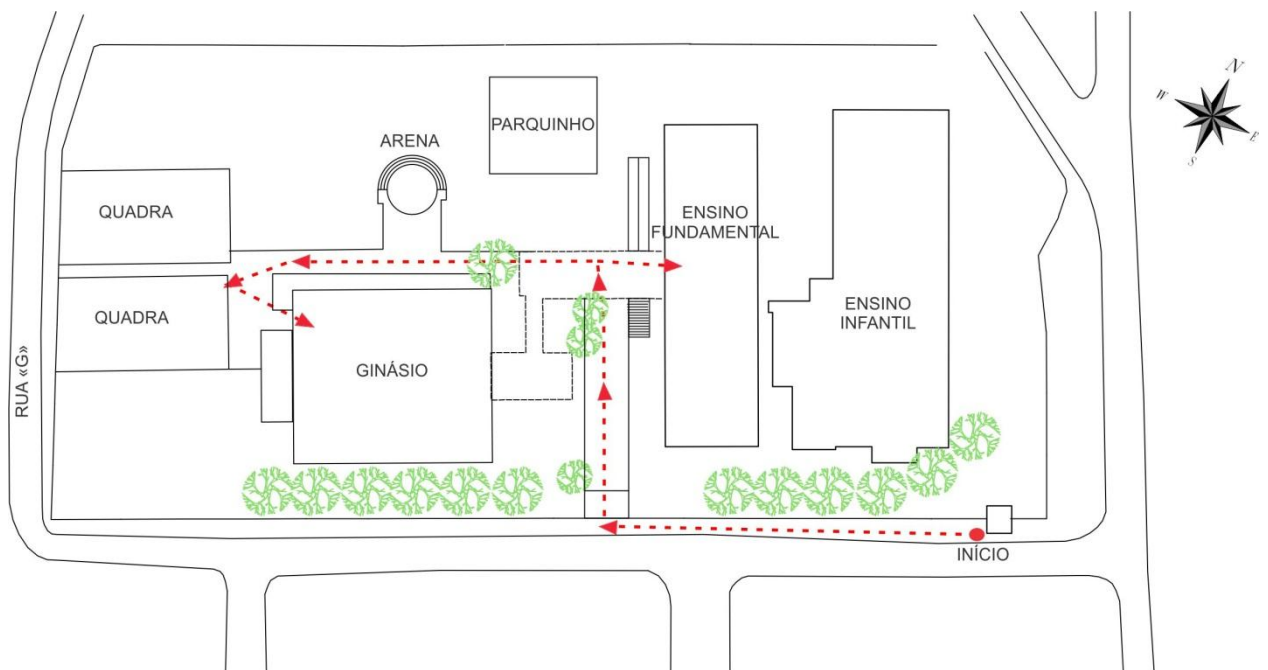 N
W
E
S
PARQUINHO
ARENA
QUADRA
ENSINO
FUNDAMENTAL
ENSINO
INFANTIL
QUADRA
GINÁSIO
RUA «G»
INÍCIO